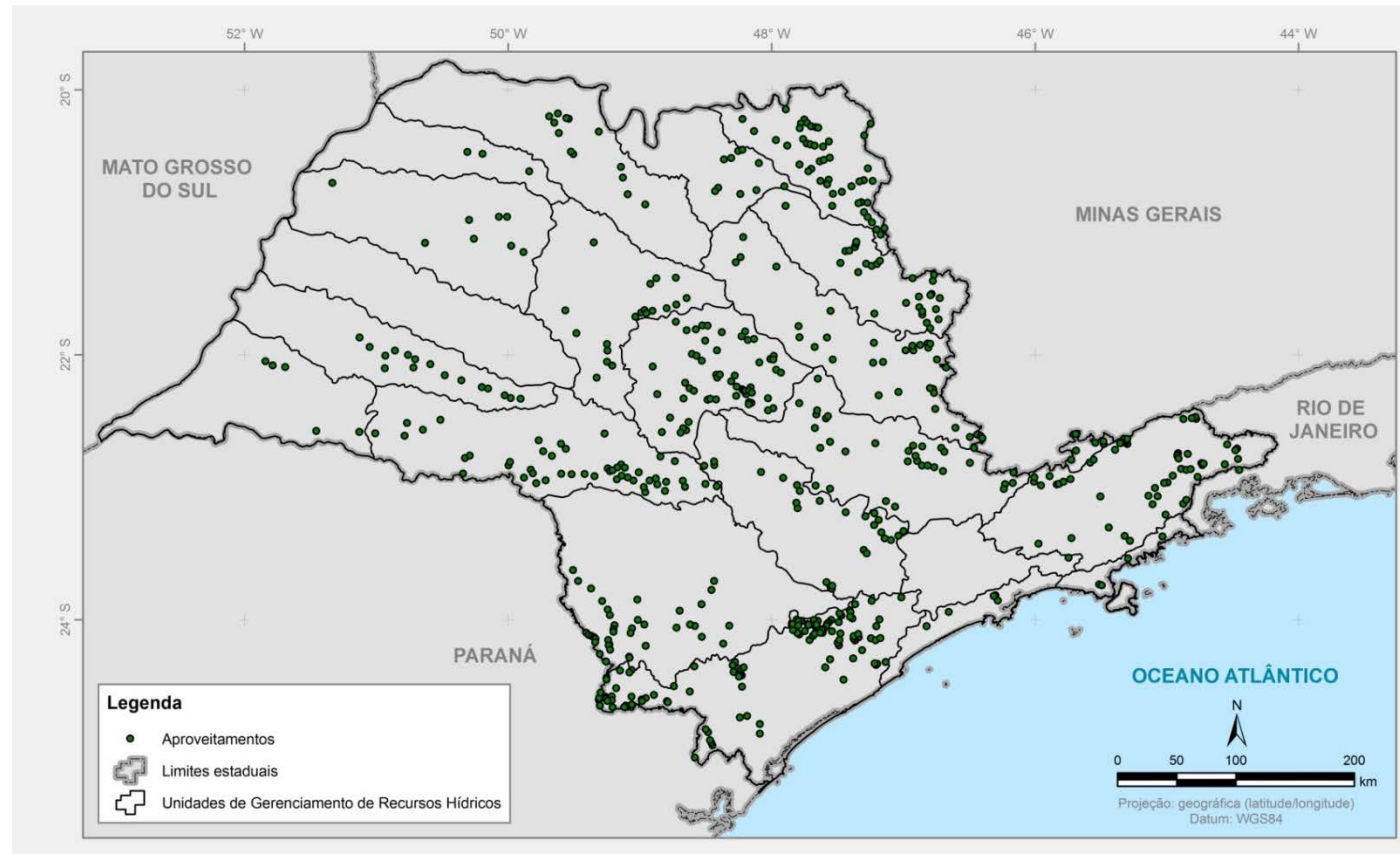 52° W
50° W
48° W
46° W
44° W
20° S
22° S
24° S
MATO GROSSO
DO SUL
MINAS GERAIS
RIO DE
JANEIRO
PARANÁ
OCEANO ATLÂNTICO
N
0 50 100 200
km
Projeção: geográfica (latitude/longitude)
Datum: WGS84
Legenda
Aproveitamentos
Limites estaduais
Unidades de Gerenciamento de Recursos Hídricos